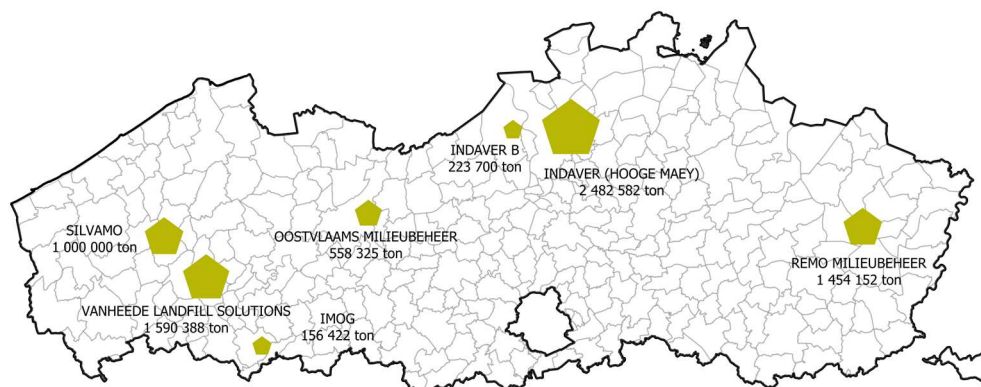 INDAVER B
223 700 ton
INDAVER (HOOGE MAEY)
2 482 582 ton
SILVAMO
1 000 000 ton
OOSTVLAAMS MILIEUBEHEER
558 325 ton
REMO MILIEUBEHEER
1 454 152 ton
VANHEEDE LANDFILL SOLUTIONS
1 590 388 ton
IMOG
156 422 ton